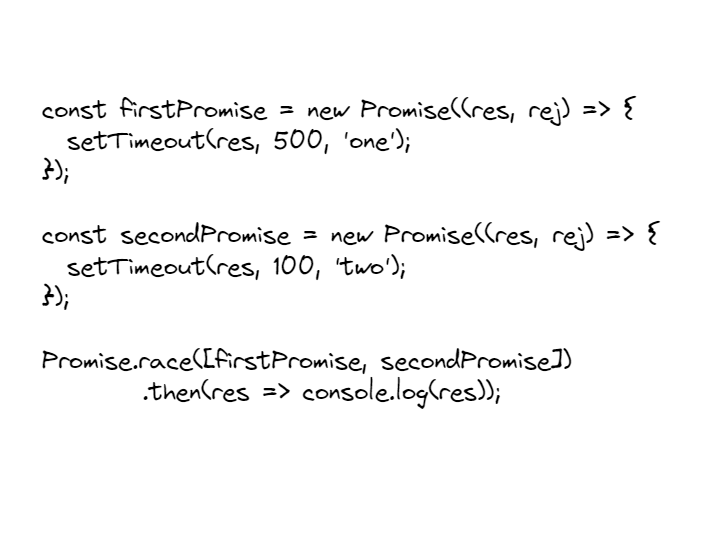 const firstPromise = new Promise((res, rej) => {
  setTimeout(res, 500, 'one');
});

const secondPromise = new Promise((res, rej) => {
  setTimeout(res, 100, 'two');
});

Promise.race([firstPromise, secondPromise])
        .then(res => console.log(res));